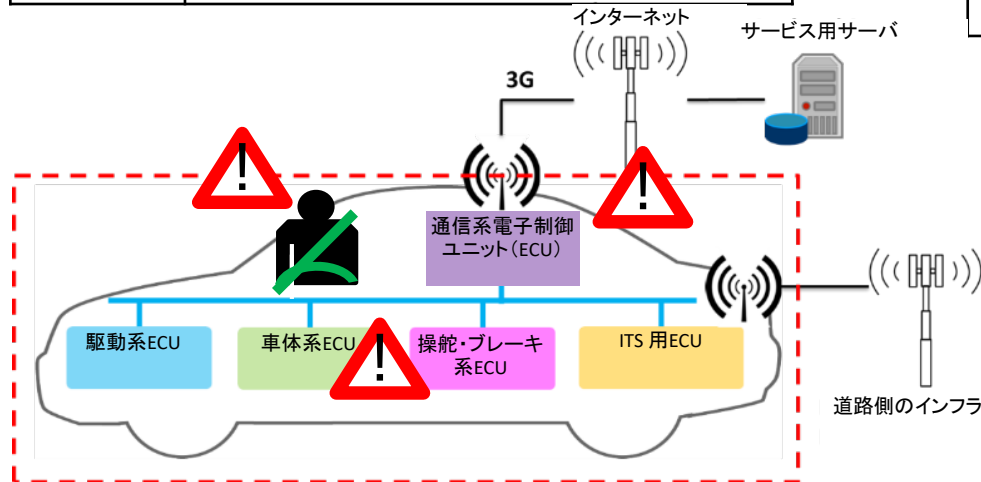 インターネット
サービス用サーバ
3G
!
!
通信系電子制御
ユニット（ECU）
駆動系ECU
車体系ECU
!
操舵・ブレーキ
系ECU
ITS 用ECU
道路側のインフラ